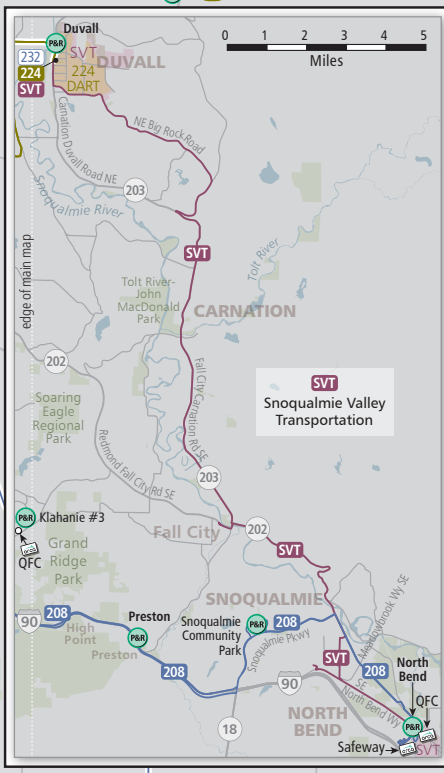 Duvall
P&R
SVT
DUVALL
232
224
SVT
224
DART
0 1 2 3 4 5
Miles
NE Big Rock Road
Carnation Duvall Road NE
203
Snoqualmie River
SVT
Tolt River
edge of main map
Tolt River-
John
MacDonald
Park
CARNATION
202
Fall City Carnation Rd SE
SVT
Snoqualmie Valley
Transportation
Soaring
Eagle
Regional
Park
Redmond Fall City Rd SE
203
P&R
Klahanie #3
QFC
Grand
Ridge
Park
Fall City
202
SVT
SNOQUALMIE
90
208
High
Point
Preston
P&R
Preston
Snoqualmie
Community
Park
P&R
208
Snoqualmie Pkwy
Meadowbrook Wy SE
208
SVT
208
90
North Bend Wy SE
North
Bend
QFC
P&R
18
NORTH
BEND
Safeway
SVT